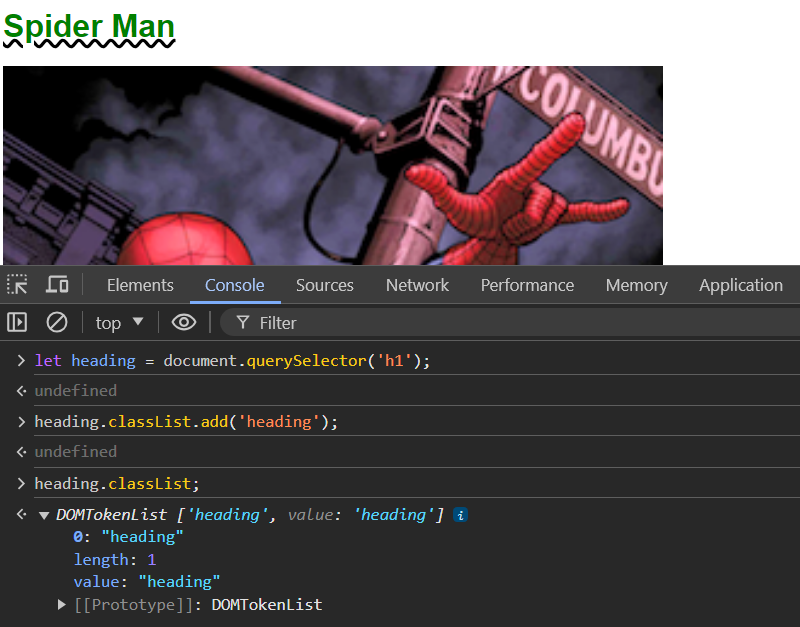 Spider Man
COLUMBU
Elements Console Sources Network Performance Memory Application
top Filter
let heading = document.querySelector('h1');
undefined
heading.classList.add('heading');
undefined
heading.classList;
DOMTokenList ['heading', value: 'heading'] i
0: "heading"
length: 1
value: "heading"
[[Prototype]]: DOMTokenList